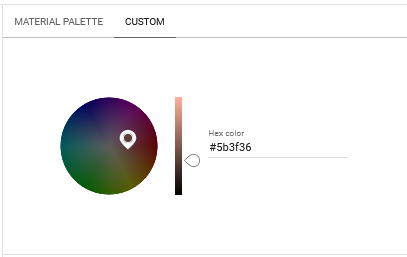 MATERIAL PALETTE CUSTOM
Hex color
#5b3f36